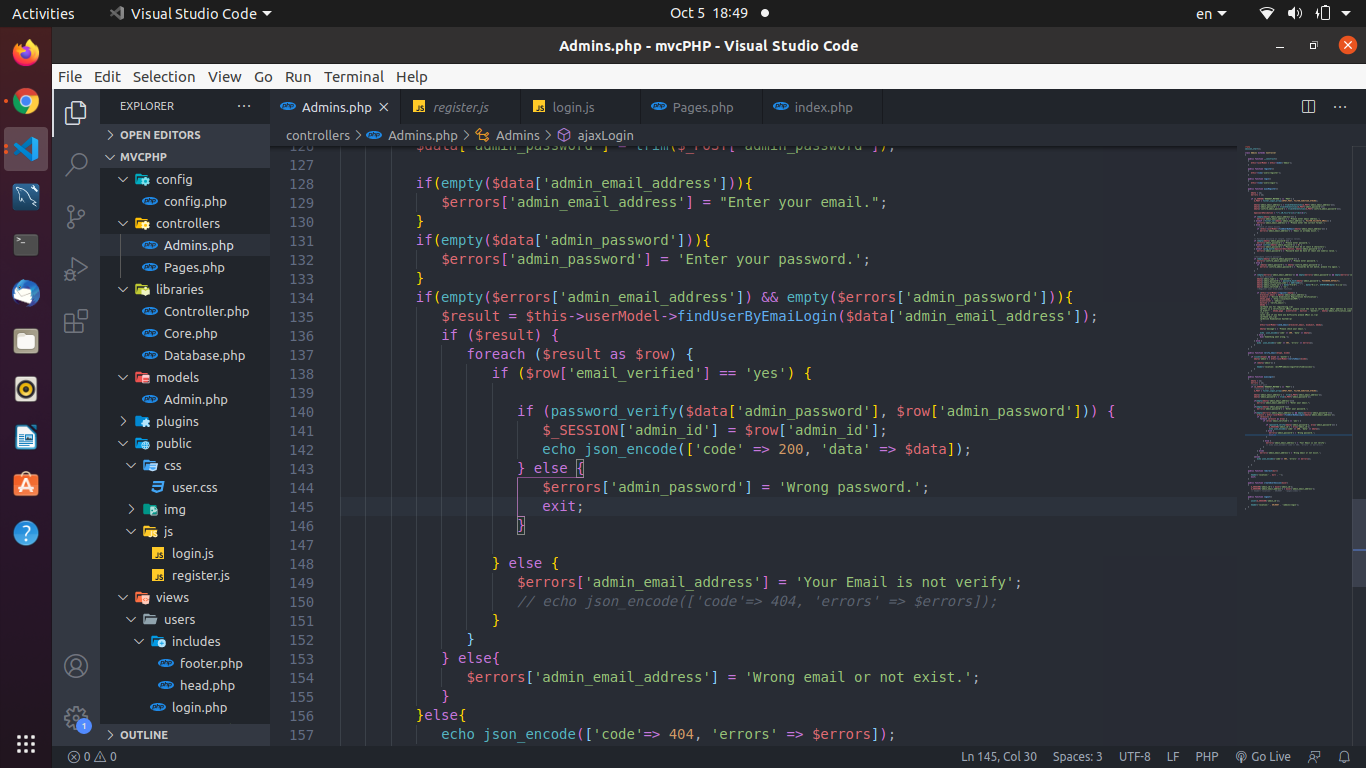 Activities
Visual Studio Code
Oct 5 18:49
en
Admins.php - mvcPHP - Visual Studio Code
File Edit Selection View Go Run Terminal Help
EXPLORER
Admins.php
register.js
login.js
Pages.php
index.php
controllers > Admins.php > Admins > ajaxLogin
OPEN EDITORS
MVCPHP
config
config.php
controllers
Admins.php
Pages.php
libraries
Controller.php
Core.php
Database.php
models
Admin.php
plugins
public
css
user.css
img
js
login.js
register.js
views
users
includes
footer.php
head.php
login.php
OUTLINE
126 $data['admin_password'] = trim($_POST['admin_password']);
127
128 if(empty($data['admin_email_address'])){
129 $errors['admin_email_address'] = "Enter your email.";
130 }
131 if(empty($data['admin_password'])){
132 $errors['admin_password'] = 'Enter your password.';
133 }
134 if(empty($errors['admin_email_address']) && empty($errors['admin_password'])){
135 $result = $this->userModel->findUserByEmaiLogin($data['admin_email_address']);
136 if ($result) {
137 foreach ($result as $row) {
138 if ($row['email_verified'] == 'yes') {
139
140 if (password_verify($data['admin_password'], $row['admin_password'])) {
141 $_SESSION['admin_id'] = $row['admin_id'];
142 echo json_encode(['code' => 200, 'data' => $data]);
143 } else {
144 $errors['admin_password'] = 'Wrong password.';
145 exit;
146 }
147
148 } else {
149 $errors['admin_email_address'] = 'Your Email is not verify';
150 // echo json_encode(['code'=> 404, 'errors' => $errors]);
151 }
152 }
153 } else{
154 $errors['admin_email_address'] = 'Wrong email or not exist.';
155 }
156 }else{
157 echo json_encode(['code'=> 404, 'errors' => $errors]);
1
0 0
Ln 145, Col 30
Spaces: 3
UTF-8
LF
PHP
Go Live